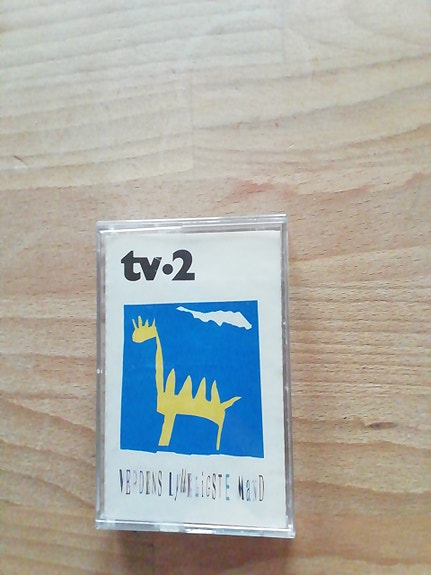 tv·2
VERDENS LYKKELIGSTE MAND